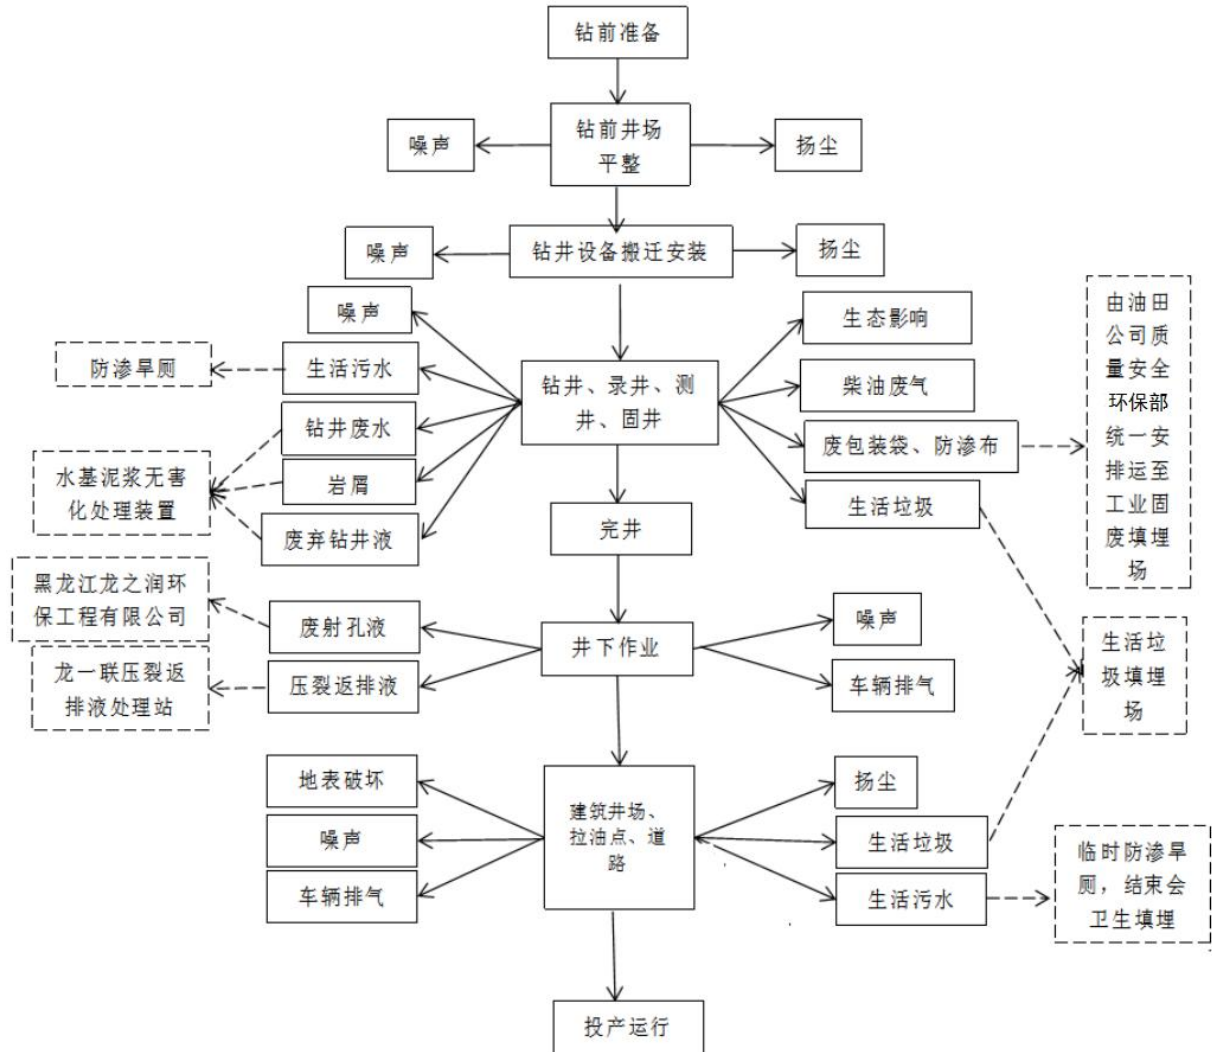 钻前准备
噪声
钻前井场
平整
扬尘
噪声
钻井设备搬迁安装
扬尘
噪声
生态影响
防渗旱厕
生活污水
钻井、录井、测
井、固井
柴油废气
钻井废水
废包装袋、防渗布
由油田
公司质
量安全
环保部
统一安
排运至
工业固
废填埋
场
水基泥浆无害
化处理装置
岩屑
生活垃圾
废弃钻井液
完井
黑龙江龙之润环
保工程有限公司
废射孔液
井下作业
噪声
龙一联压裂返
排液处理站
压裂返排液
车辆排气
生活垃
圾填埋
场
地表破坏
建筑井场、
拉油点、道
路
扬尘
噪声
生活垃圾
车辆排气
生活污水
临时防渗旱
厕，结束会
卫生填埋
投产运行